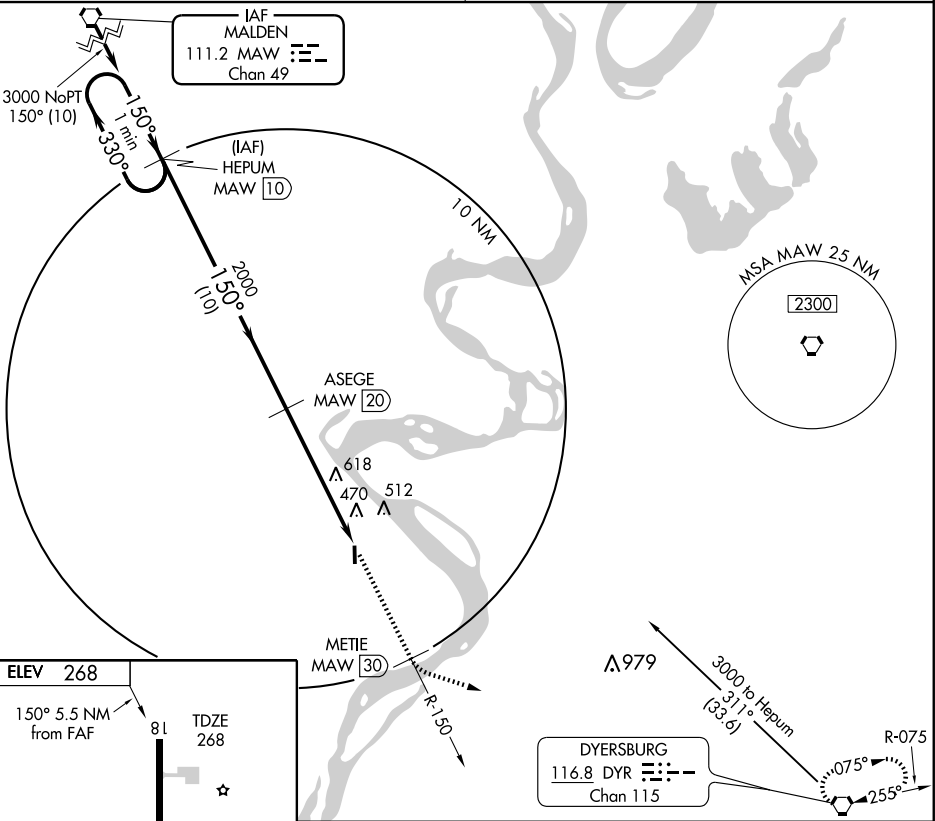 IAF
MALDEN
111.2 MAW
Chan 49
3000 NoPT
150° (10)
150°
1 min
330°
(IAF)
HEPUM
MAW 10
10 NM
2000
150°
(10)
MSA MAW 25 NM
2300
ASEGE
MAW 20
618
470
512
METIE
MAW 30
R-150
979
3000 to Hepum
311°
(33.6)
R-075
075°
255°
DYERSBURG
116.8 DYR
Chan 115
ELEV 268
150° 5.5 NM
from FAF
18
TDZE
268